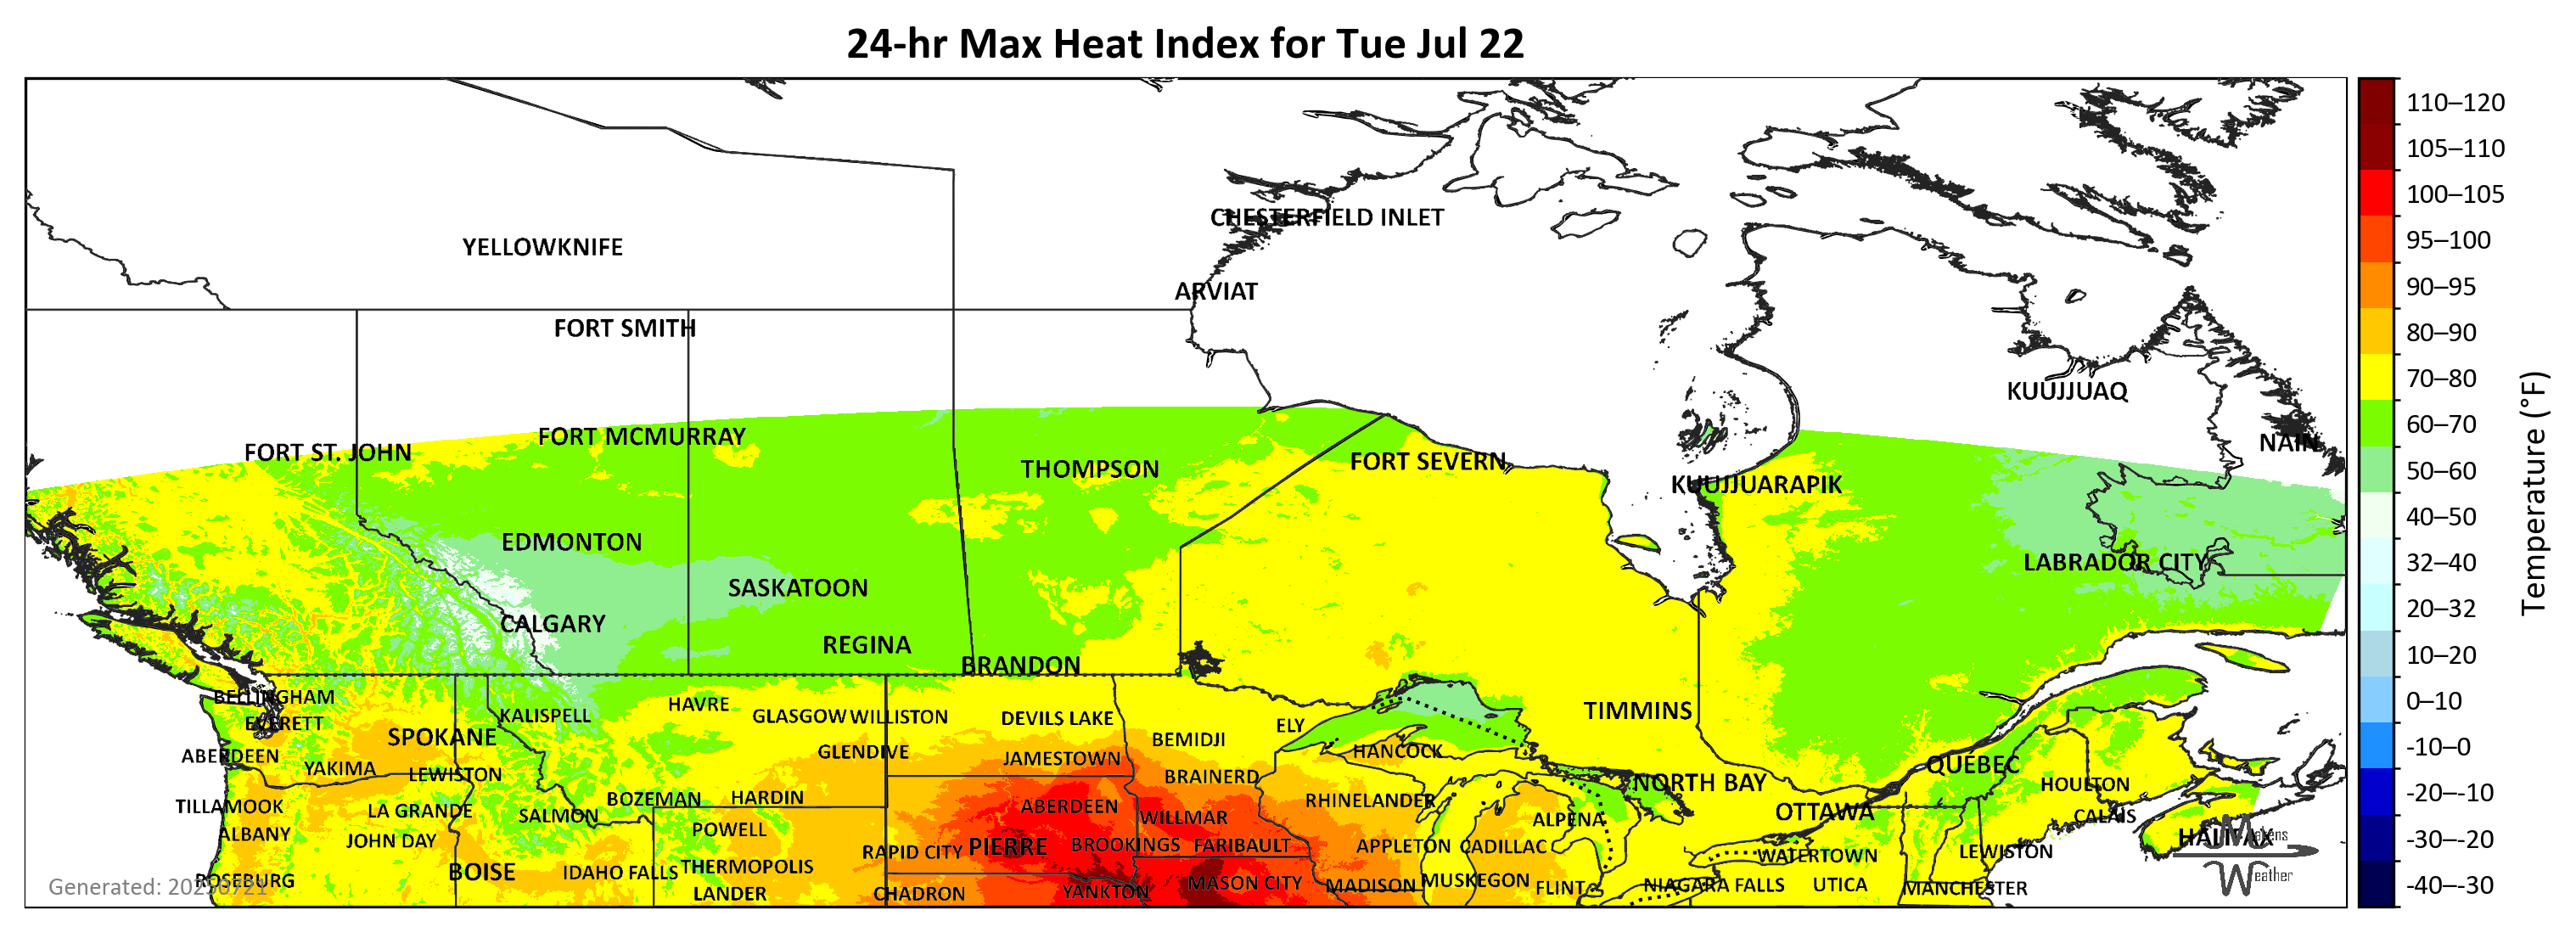 24-hr Max Heat Index for Tue Jul 22
CHESTERFIELD INLET
YELLOWKNIFE
ARVIAT
FORT SMITH
KUUJJUAQ
FORT MCMURRAY
NAIN
FORT ST. JOHN
FORT SEVERN
THOMPSON
KUUJJUARAPIK
EDMONTON
LABRADOR CITY
SASKATOON
CALGARY
REGINA
BRANDON
BELLINGHAM
HAVRE
TIMMINS
KALISPELL
GLASGOW
WILLISTON
DEVILS LAKE
EVERETT
ELY
SPOKANE
BEMIDJI
ABERDEEN
GLENDIVE
JAMESTOWN
HANCOCK
QUÉBEC
YAKIMA
LEWISTON
BRAINERD
NORTH BAY
HOULTON
TILLAMOOK
LA GRANDE
SALMON
BOZEMAN
HARDIN
ABERDEEN
WILLMAR
RHINELANDER
ALPENA
OTTAWA
CALAIS
ALBANY
JOHN DAY
POWELL
PIERRE
BROOKINGS
FARIBAULT
APPLETON
CADILLAC
HALIFAX
RAPID CITY
WATERTOWN
LEWISTON
BOISE
IDAHO FALLS
THERMOPOLIS
ROSEBURG
MASON CITY
MADISON
MUSKEGON
FLINT
NIAGARA FALLS
UTICA
MANCHESTER
LANDER
CHADRON
YANKTON
Generated: 20250721
Makens
Weather
110–120
105–110
100–105
95–100
90–95
80–90
70–80
60–70
50–60
40–50
32–40
20–32
10–20
0–10
-10–0
-20–-10
-30–-20
-40–-30
Temperature (°F)